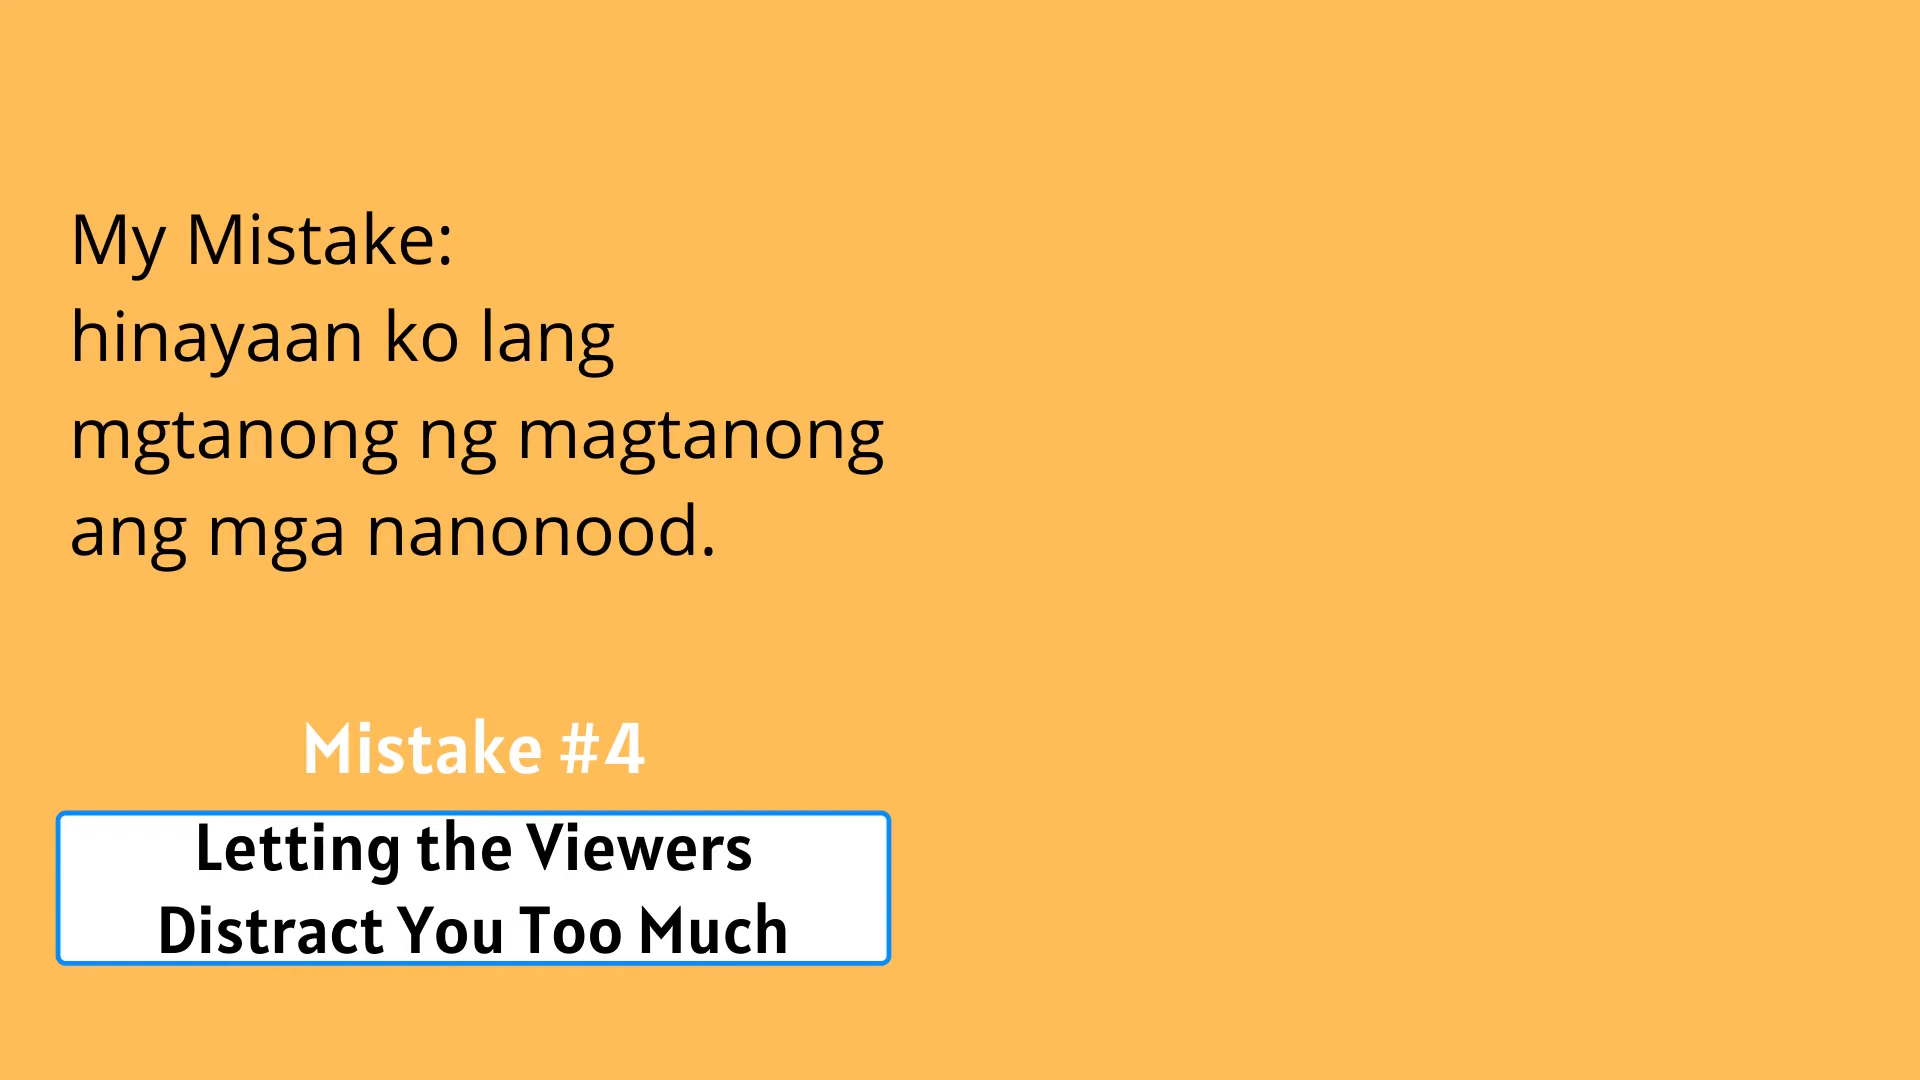 My Mistake:
hinayaan ko lang
mgtanong ng magtanong
ang mga nanonood.
Mistake #4
Letting the Viewers
Distract You Too Much